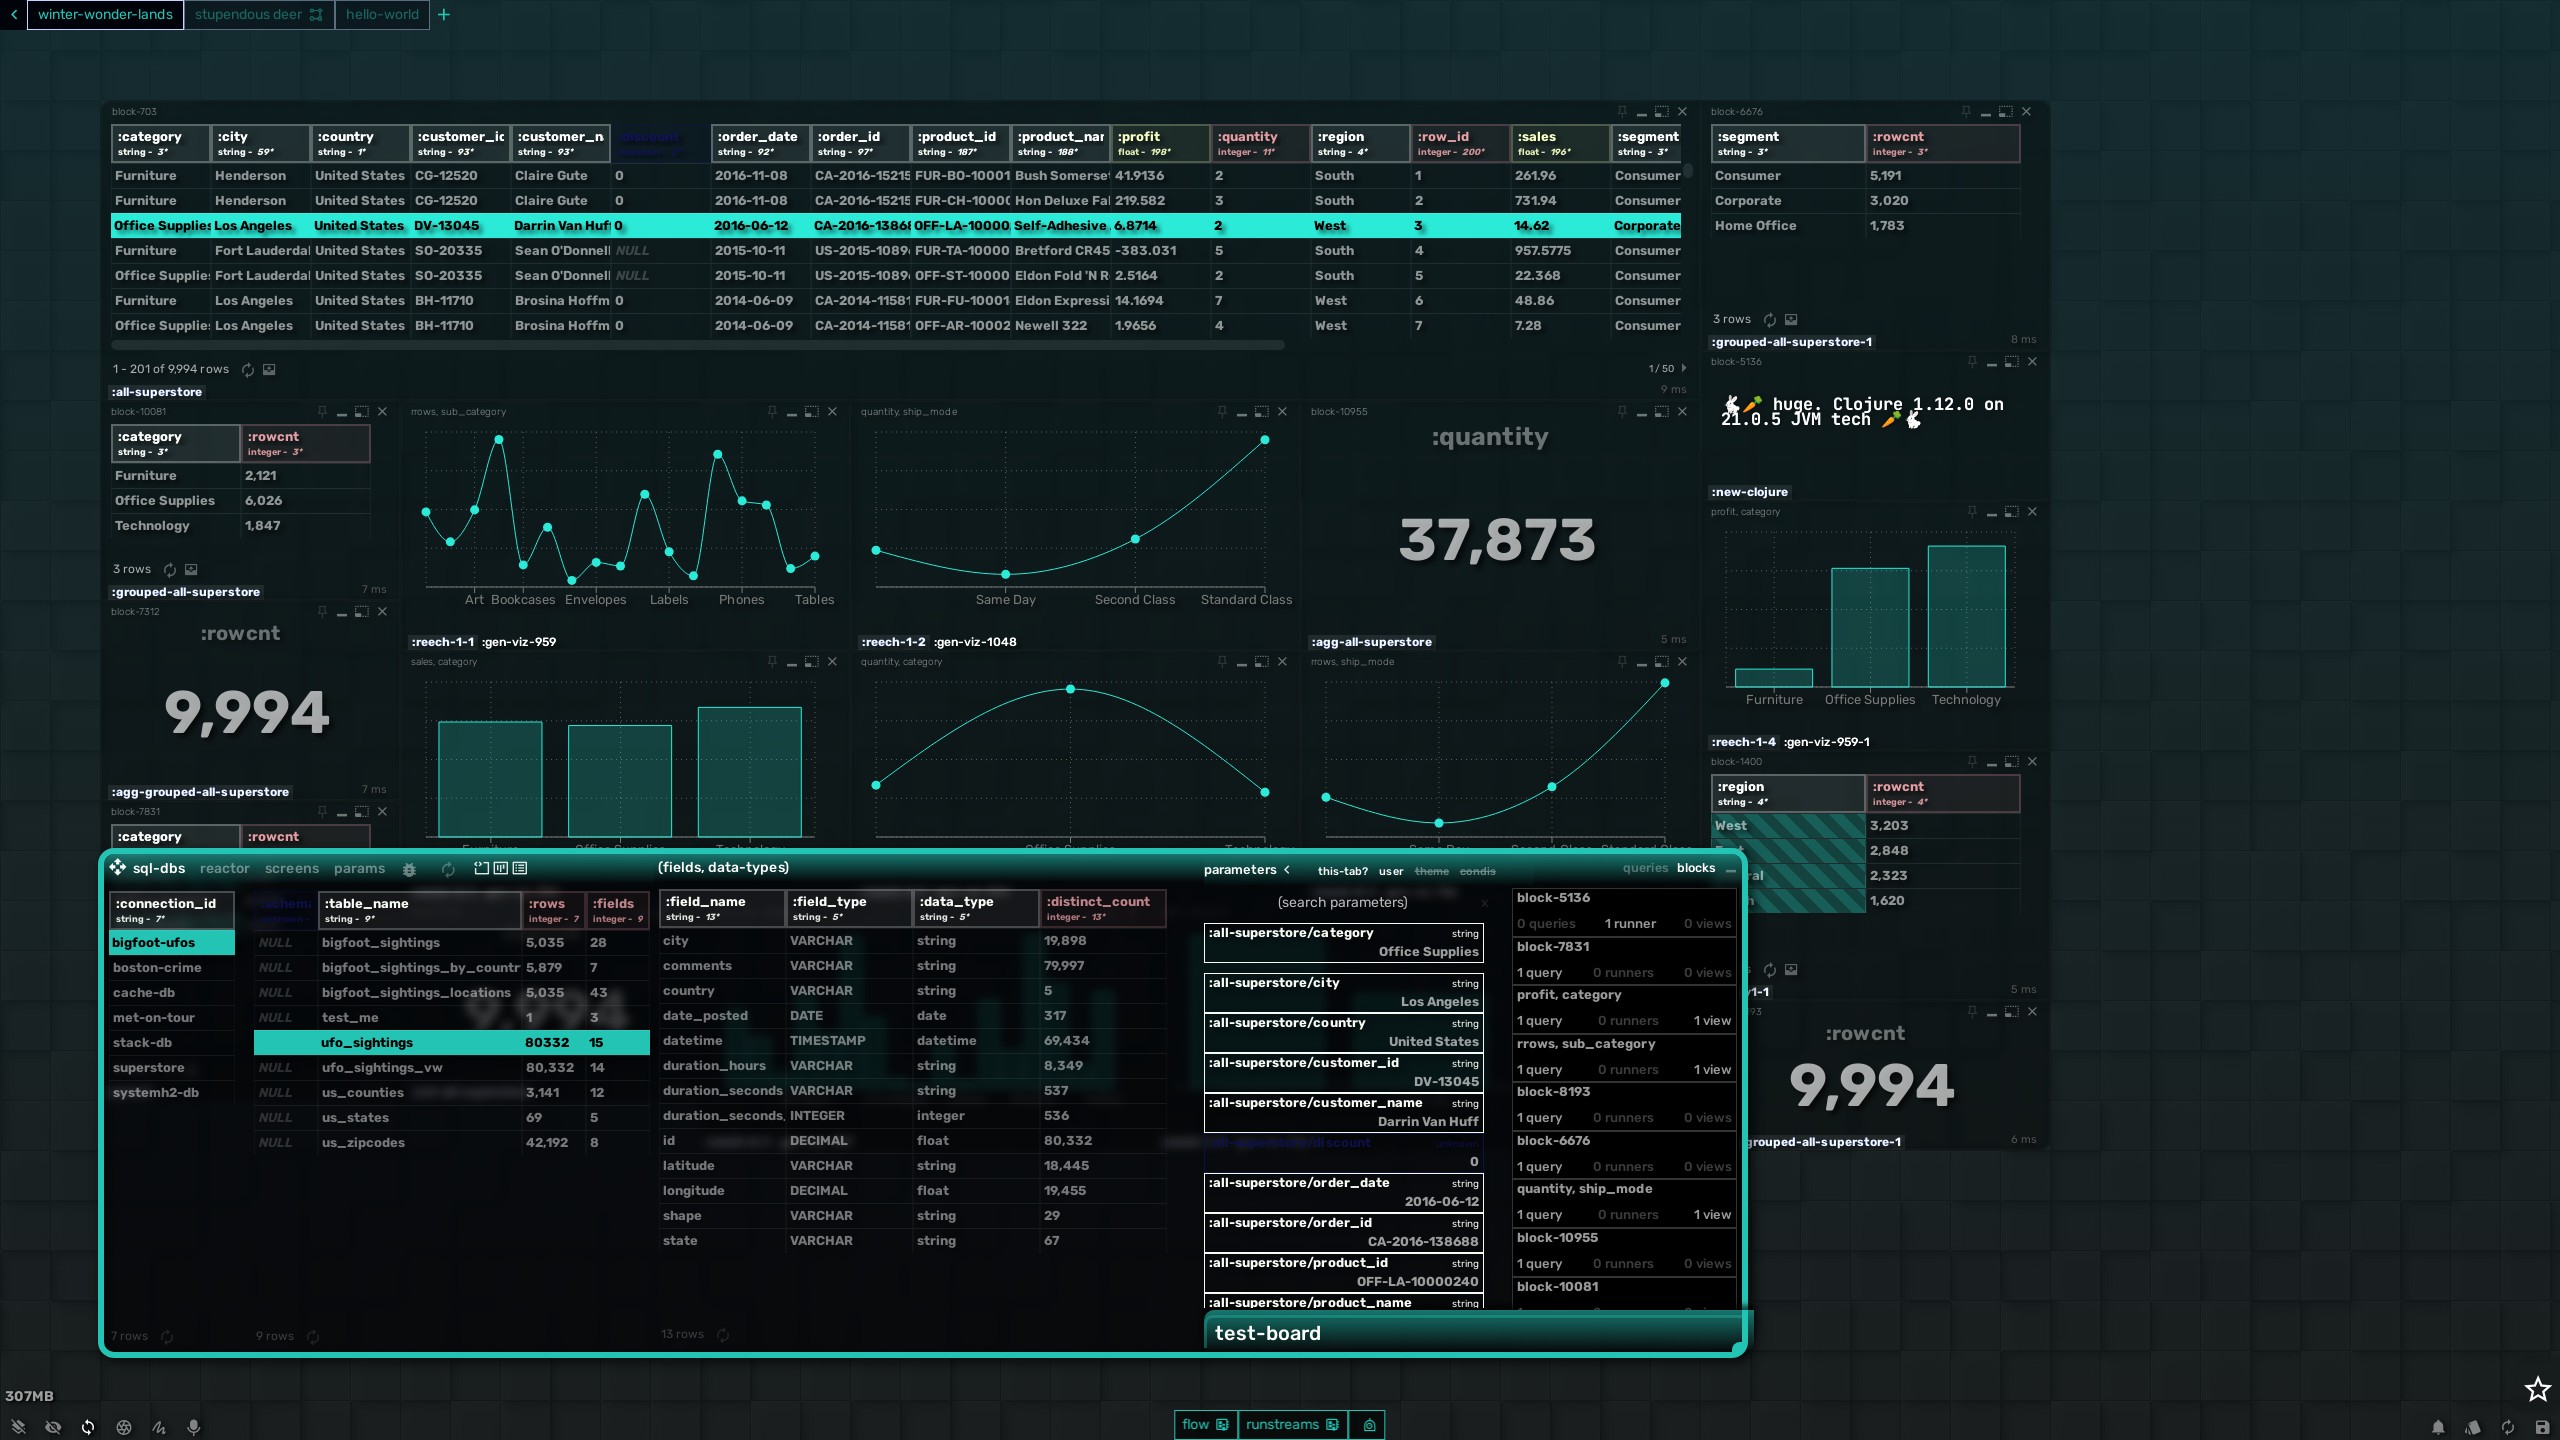 winter-wonder-lands stupendous deer hello-world +
block-703
:category :city :country :customer_id :customer_n :discount :order_date :order_id :product_id :product_nar :profit :quantity :region :row_id :sales :segment
string - 3* string - 59* string - 1* string - 93* string - 93* string - 92* string - 97* string - 187* string - 188* float - 198* integer - 11* string - 4* integer - 200* float - 196* string - 3*
Furniture Henderson United States CG-12520 Claire Gute 0 2016-11-08 CA-2016-15215 FUR-BO-10001 Bush Somerset 41.9136 2 South 1 261.96 Consumer
Furniture Henderson United States CG-12520 Claire Gute 0 2016-11-08 CA-2016-15215 FUR-CH-1000 Hon Deluxe Fa 219.582 3 South 2 731.94 Consumer
Office Supplies Los Angeles United States DV-13045 Darrin Van Huf 0 2016-06-12 CA-2016-1386 OFF-LA-10000 Self-Adhesive 6.8714 2 West 3 14.62 Corporate
Furniture Fort Lauderdal United States SO-20335 Sean O'Donnell NULL 2015-10-11 US-2015-1089 FUR-TA-10000 Bretford CR45 -383.031 5 South 4 957.5775 Consumer
Office Supplies Fort Lauderdal United States SO-20335 Sean O'Donnell NULL 2015-10-11 US-2015-1089 OFF-ST-10000 Eldon Fold 'N R 2.5164 2 South 5 22.368 Consumer
Furniture Los Angeles United States BH-11710 Brosina Hoffm 0 2014-06-09 CA-2014-11581 FUR-FU-10001 Eldon Expressi 14.1694 7 West 6 48.86 Consumer
Office Supplies Los Angeles United States BH-11710 Brosina Hoffm 0 2014-06-09 CA-2014-11581 OFF-AR-10002 Newell 322 1.9656 4 West 7 7.28 Consumer
1 - 201 of 9,994 rows
1 / 50
9 ms
:all-superstore
block-6676
:segment :rowcnt
string - 3* integer - 3*
Consumer 5,191
Corporate 3,020
Home Office 1,783
3 rows
:grouped-all-superstore-1 8 ms
block-5136
🐇🥕 huge. Clojure 1.12.0 on
21.0.5 JVM tech 🥕🐇
:new-clojure
block-10081
:category :rowcnt
string - 3* integer - 3*
Furniture 2,121
Office Supplies 6,026
Technology 1,847
3 rows
:grouped-all-superstore 7 ms
rrows, sub_category
Art Bookcases Envelopes Labels Phones Tables
:reech-1-1 :gen-viz-959
quantity, ship_mode
Same Day Second Class Standard Class
:reech-1-2 :gen-viz-1048
block-10955
:quantity
37,873
:agg-all-superstore 5 ms
profit, category
Furniture Office Supplies Technology
:reech-1-4 :gen-viz-959-1
block-7312
:rowcnt
9,994
:agg-grouped-all-superstore 7 ms
sales, category
quantity, category
rrows, ship_mode
block-1400
:region :rowcnt
string - 4* integer - 4*
West 3,203
2,848
ral 2,323
1,620
5 ms
:rowcnt
9,994
grouped-all-superstore-1 6 ms
block-7831
:category :rowcnt
sql-dbs reactor screens params
:connection_id
string - 7*
bigfoot-ufos
boston-crime
cache-db
met-on-tour
stack-db
superstore
systemh2-db
7 rows
:table_name :rows :fields
string - 9* integer - 7 integer - 9
NULL bigfoot_sightings 5,035 28
NULL bigfoot_sightings_by_countr 5,879 7
NULL bigfoot_sightings_locations 5,035 43
NULL test_me 1 3
ufo_sightings 80332 15
NULL ufo_sightings_vw 80,332 14
NULL us_counties 3,141 12
NULL us_states 69 5
NULL us_zipcodes 42,192 8
9 rows
(fields, data-types)
:field_name :field_type :data_type :distinct_count
string - 13* string - 5* string - 5* integer - 13*
city VARCHAR string 19,898
comments VARCHAR string 79,997
country VARCHAR string 5
date_posted DATE date 317
datetime TIMESTAMP datetime 69,434
duration_hours VARCHAR string 8,349
duration_seconds VARCHAR string 537
duration_seconds, INTEGER integer 536
id DECIMAL float 80,332
latitude VARCHAR string 18,445
longitude DECIMAL float 19,455
shape VARCHAR string 29
state VARCHAR string 67
13 rows
parameters this-tab? user theme condis
(search parameters) x
:all-superstore/category string
Office Supplies
:all-superstore/city string
Los Angeles
:all-superstore/country string
United States
:all-superstore/customer_id string
DV-13045
:all-superstore/customer_name string
Darrin Van Huff
:all-superstore/discount unknown
0
:all-superstore/order_date string
2016-06-12
:all-superstore/order_id string
CA-2016-138688
:all-superstore/product_id string
OFF-LA-10000240
:all-superstore/product_name string
queries blocks
block-5136
0 queries 1 runner 0 views
block-7831
1 query 0 runners 0 views
profit, category
1 query 0 runners 1 view
rrows, sub_category
1 query 0 runners 1 view
block-8193
1 query 0 runners 0 views
block-6676
1 query 0 runners 0 views
quantity, ship_mode
1 query 0 runners 1 view
block-10955
1 query 0 runners 0 views
block-10081
test-board
307MB
flow runstreams